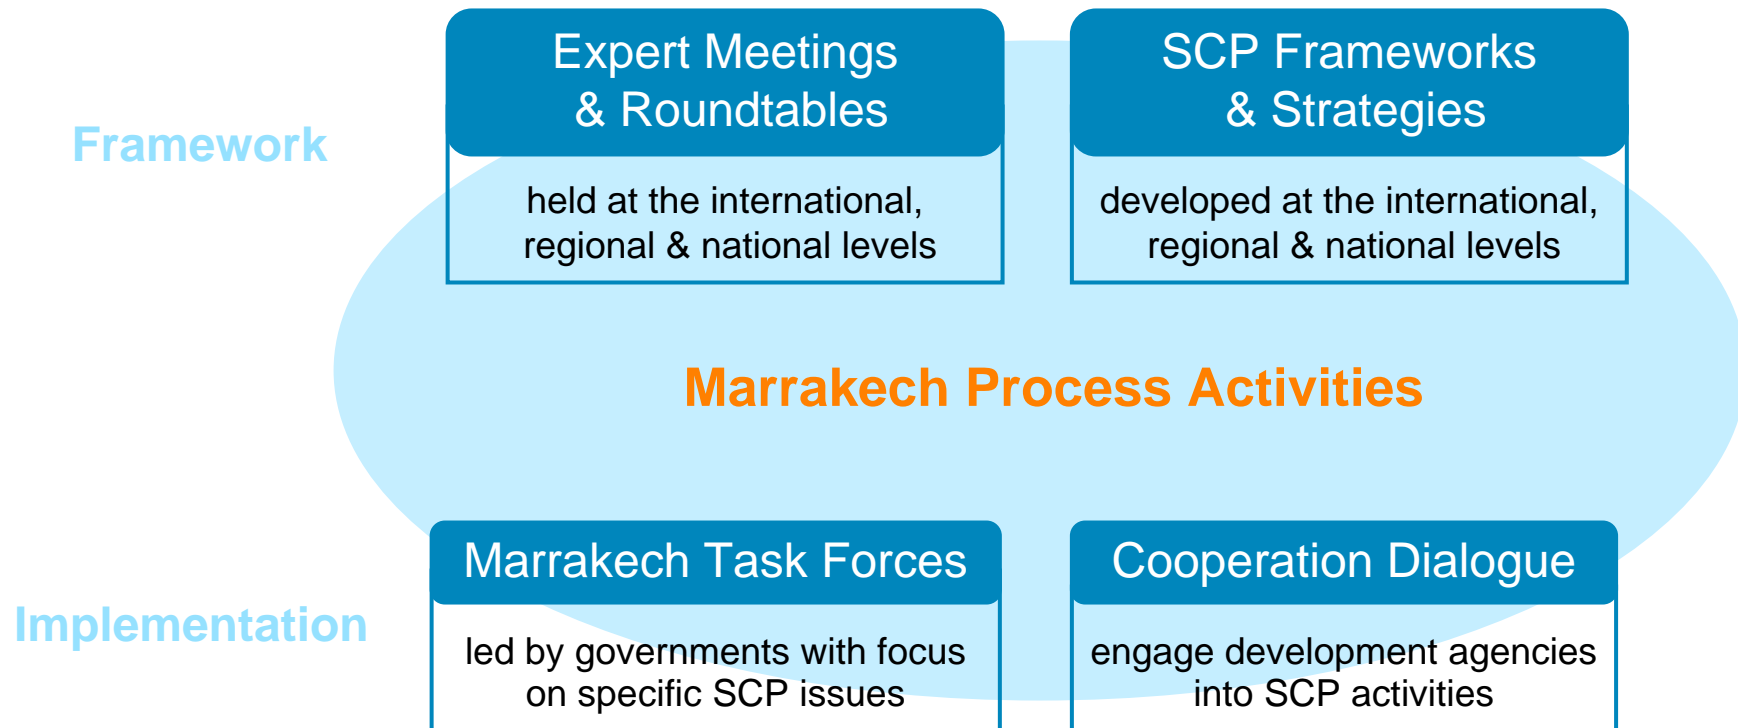 Framework
Expert Meetings
& Roundtables
held at the international,
regional & national levels
SCP Frameworks
& Strategies
developed at the international,
regional & national levels
Marrakech Process Activities
Implementation
Marrakech Task Forces
led by governments with focus
on specific SCP issues
Cooperation Dialogue
engage development agencies
into SCP activities